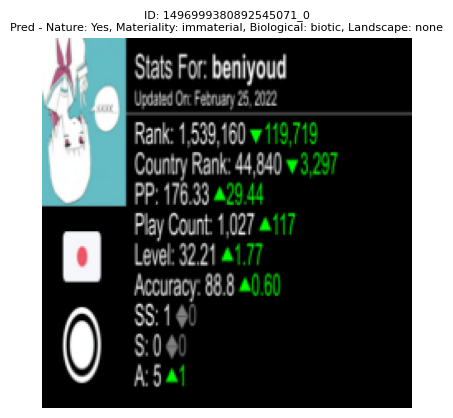 ID: 1496999380892545071_0
Pred - Nature: Yes, Materiality: immaterial, Biological: biotic, Landscape: none
Stats For: beniyoud
Updated On: February 25, 2022
Rank: 1,539,160 ▼119,719
Country Rank: 44,840 ▼3,297
PP: 176.33 ▲29.44
Play Count: 1,027 ▲117
Level: 32.21 ▲1.77
Accuracy: 88.8 ▲0.60
SS: 1 ◆0
S: 0 ◆0
A: 5 ▲1